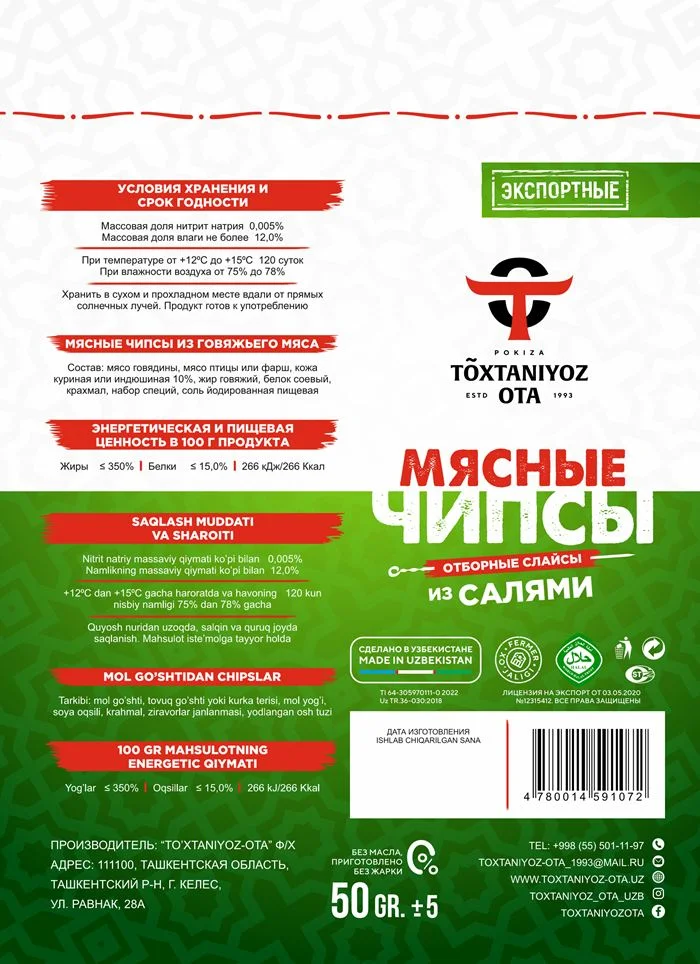 УСЛОВИЯ ХРАНЕНИЯ И
СРОК ГОДНОСТИ
Массовая доля нитрит натрия 0,005%
Массовая доля влаги не более 12,0%
При температуре от +12ºС до +15ºС 120 суток
При влажности воздуха от 75% до 78%
Хранить в сухом и прохладном месте вдали от прямых
солнечных лучей. Продукт готов к употреблению
МЯСНЫЕ ЧИПСЫ ИЗ ГОВЯЖЬЕГО МЯСА
Состав: мясо говядины, мясо птицы или фарш, кожа
куриная или индюшиная 10%, жир говяжий, белок соевый,
крахмал, набор специй, соль йодированная пищевая
ЭНЕРГЕТИЧЕСКАЯ И ПИЩЕВАЯ
ЦЕННОСТЬ В 100 Г ПРОДУКТА
Жиры ≤ 350% | Белки ≤ 15,0% | 266 кДж/266 Ккал
SAQLASH MUDDATI
VA SHAROITI
Nitrit natriy massaviy qiymati ko'pi bilan 0,005%
Namlikning massaviy qiymati ko'pi bilan 12,0%
+12ºC dan +15ºC gacha haroratda va havoning 120 kun
nisbiy namligi 75% dan 78% gacha
Quyosh nuridan uzoqda, salqin va quruq joyda
saqlanish. Mahsulot iste'molga tayyor holda
MOL GO'SHTIDAN CHIPSLAR
Tarkibi: mol go'shti, tovuq go'shti yoki kurka terisi, mol yog'i,
soya oqsili, krahmal, ziravorlar janlanmasi, yodlangan osh tuzi
100 GR MAHSULOTNING
ENERGETIC QIYMATI
Yog'lar ≤ 350% | Oqsillar ≤ 15,0% | 266 kJ/266 Kkal
ПРОИЗВОДИТЕЛЬ: "TO'XTANIYOZ-OTA" Ф/Х
АДРЕС: 111100, ТАШКЕНТСКАЯ ОБЛАСТЬ,
ТАШКЕНТСКИЙ Р-Н, Г. КЕЛЕС,
УЛ. РАВНАК, 28А
ЭКСПОРТНЫЕ
POKIZA
TÕXTANIYOZ
ESTD OTA 1993
МЯСНЫЕ
ЧИПСЫ
ОТБОРНЫЕ СЛАЙСЫ
ИЗ САЛЯМИ
СДЕЛАНО В УЗБЕКИСТАНЕ
MADE IN UZBEKISTAN
FERMER
XO'JALIGI
حلال
HALAL
Ti 64-305970111-0 2022
Uz TR.36-030:2018
ЛИЦЕНЗИЯ НА ЭКСПОРТ ОТ 03.05.2020
№12315412. ВСЕ ПРАВА ЗАЩИЩЕНЫ
ДАТА ИЗГОТОВЛЕНИЯ
ISHLAB CHIQARILGAN SANA
4 780014 591072
БЕЗ МАСЛА,
ПРИГОТОВЛЕНО
БЕЗ ЖАРКИ
50 GR. ±5
TEL: +998 (55) 501-11-97
TOXTANIYOZ-OTA_1993@MAIL.RU
WWW.TOXTANIYOZ-OTA.UZ
TOXTANIYOZ_OTA_UZB
TOXTANIYOZOTA